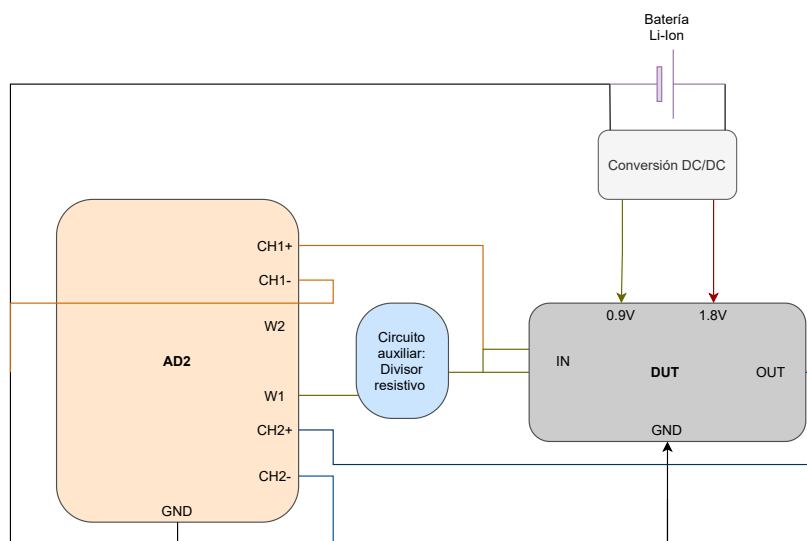 Batería
Li-Ion
Conversión DC/DC
CH1+
CH1-
W2
AD2
W1
CH2+
CH2-
GND
Circuito
auxiliar:
Divisor
resistivo
0.9V
1.8V
IN
DUT
OUT
GND